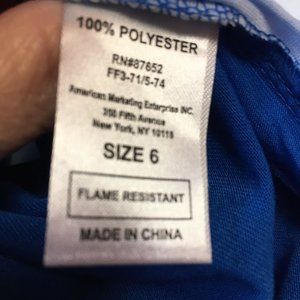 100% POLYESTER
RN#87652
FF3-71/5-74
American Marketing Enterprise INC.
350 Fifth Avenue
New York, NY 10118
SIZE 6
FLAME RESISTANT
MADE IN CHINA